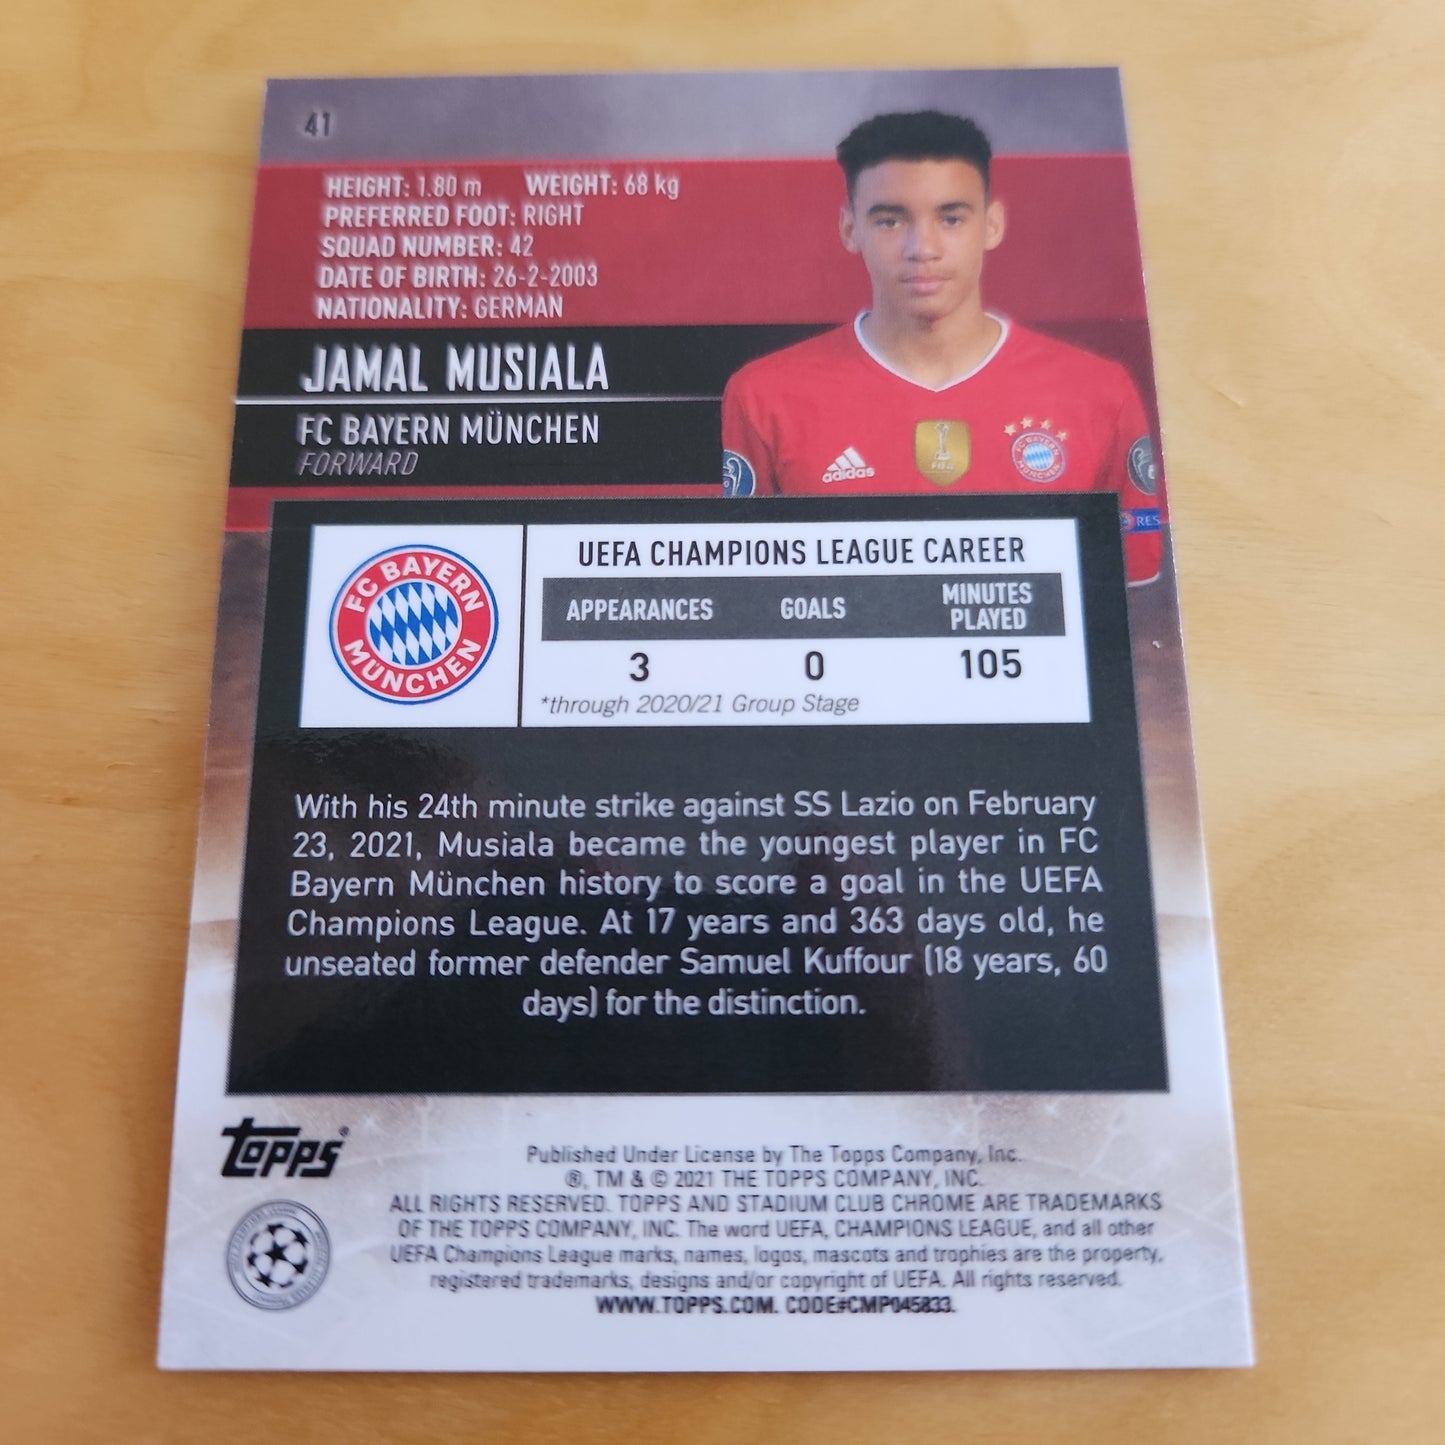 41
HEIGHT: 1.80 m WEIGHT: 68 kg
PREFERRED FOOT: RIGHT
SQUAD NUMBER: 42
DATE OF BIRTH: 26-2-2003
NATIONALITY: GERMAN
JAMAL MUSIALA
FC BAYERN MÜNCHEN
FORWARD
adidas
FIFA
FC BAYERN
MÜNCHEN
RES
FC BAYERN
MÜNCHEN
UEFA CHAMPIONS LEAGUE CAREER
APPEARANCES GOALS MINUTES PLAYED
3 0 105
*through 2020/21 Group Stage
With his 24th minute strike against SS Lazio on February
23, 2021, Musiala became the youngest player in FC
Bayern München history to score a goal in the UEFA
Champions League. At 17 years and 363 days old, he
unseated former defender Samuel Kuffour (18 years, 60
days) for the distinction.
TOPPS®
Published Under License by The Topps Company, Inc.
®, TM & © 2021 THE TOPPS COMPANY, INC.
ALL RIGHTS RESERVED. TOPPS AND STADIUM CLUB CHROME ARE TRADEMARKS
OF THE TOPPS COMPANY, INC. The word UEFA, CHAMPIONS LEAGUE, and all other
UEFA Champions League marks, names, logos, mascots and trophies are the property,
registered trademarks, designs and/or copyright of UEFA. All rights reserved.
WWW.TOPPS.COM. CODE#CMP045833.